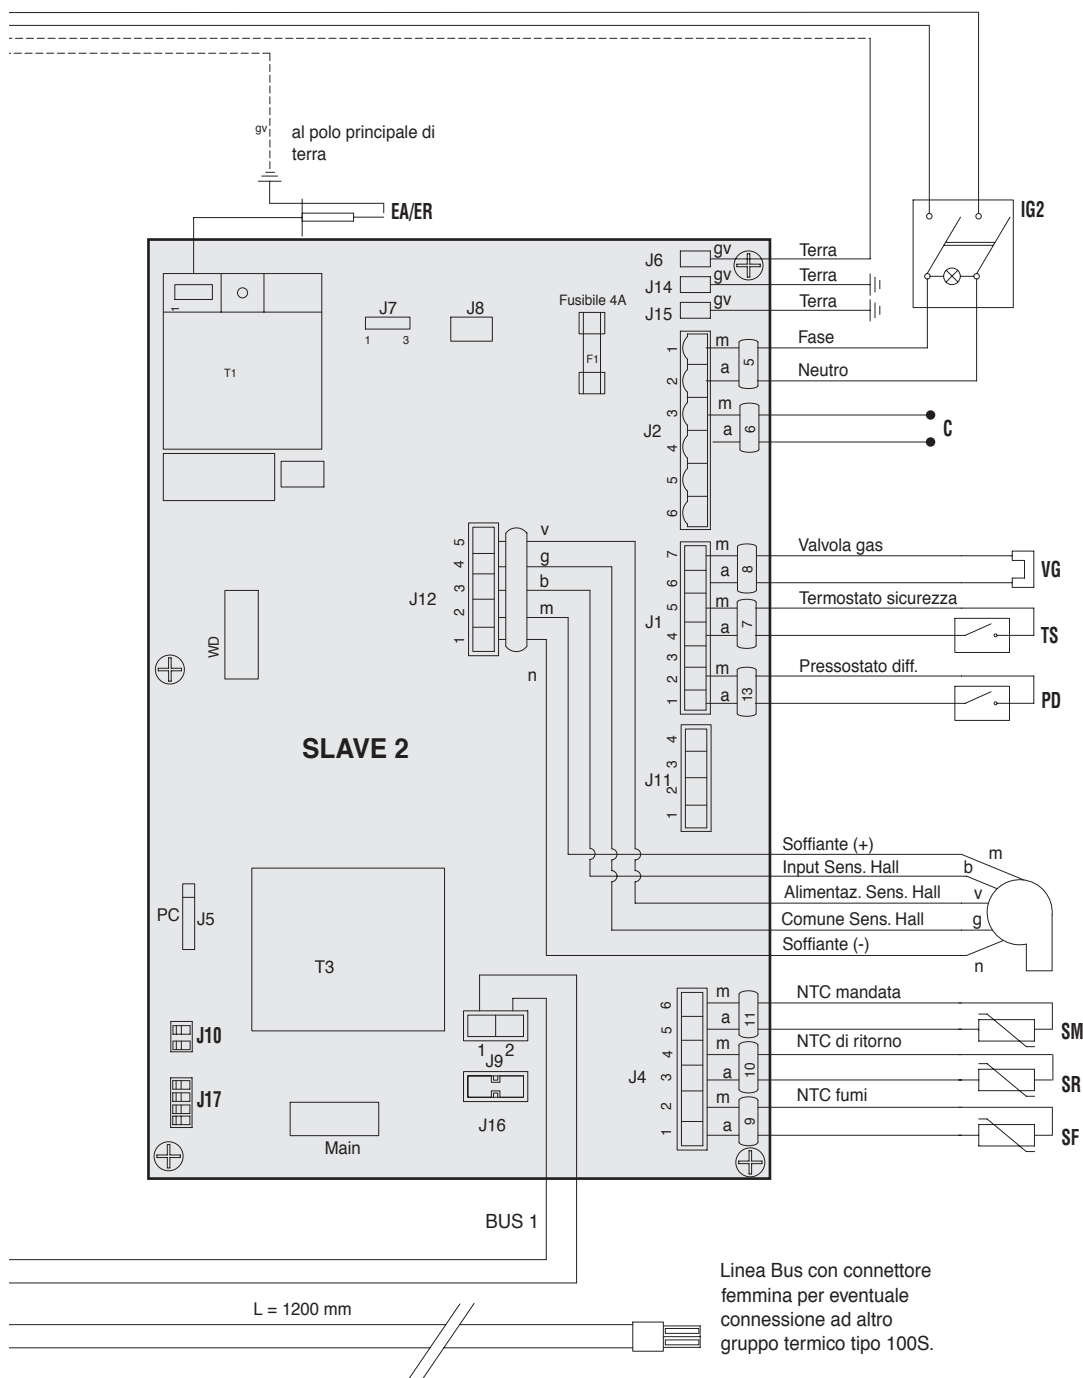 gv
al polo principale di
terra
EA/ER
IG2
J6
gv
Terra
J14
gv
Terra
J15
gv
Terra
1
T1
J7
1 3
J8
Fusibile 4A
F1
J2
1
2
3
4
5
6
m
a
5
Fase
Neutro
m
a
6
C
J12
5
4
3
2
1
v
g
b
m
n
J1
7
6
5
4
3
2
1
m
a
8
Valvola gas
VG
m
a
7
Termostato sicurezza
TS
m
a
13
Pressostato diff.
PD
WD
SLAVE 2
J11
4
3
2
1
Soffiante (+)
m
Input Sens. Hall
b
Alimentaz. Sens. Hall
v
Comune Sens. Hall
g
Soffiante (-)
n
PC
J5
T3
J10
J17
1 2
J9
J16
Main
J4
6
5
4
3
2
1
m
a
11
NTC mandata
SM
m
a
10
NTC di ritorno
SR
m
a
9
NTC fumi
SF
BUS 1
L = 1200 mm
Linea Bus con connettore
femmina per eventuale
connessione ad altro
gruppo termico tipo 100S.